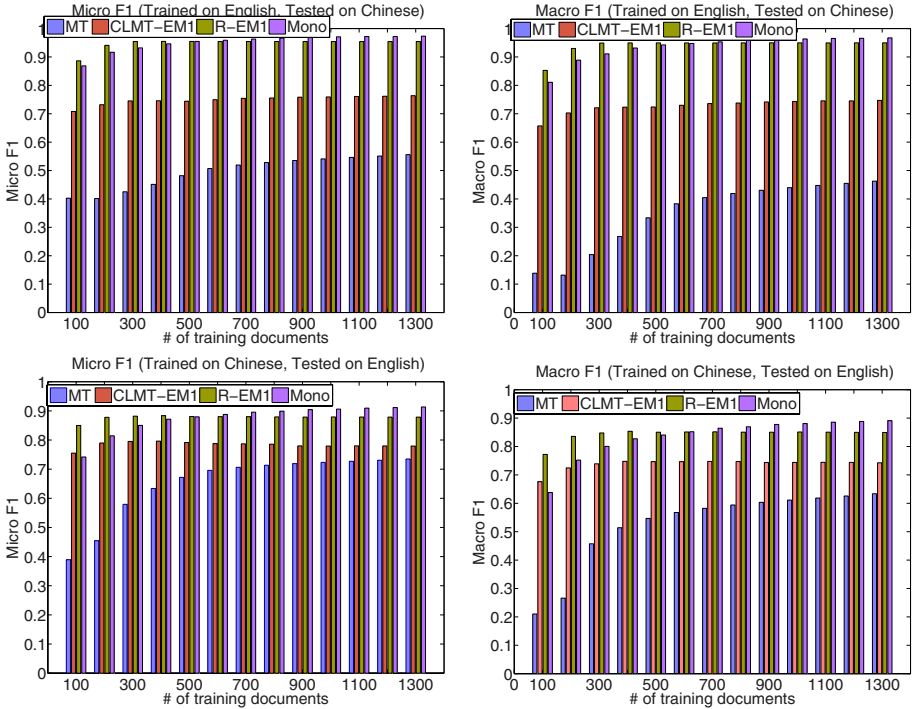 Micro F1 (Trained on English, Tested on Chinese)
MT CLMT-EM1 R-EM1 Mono
1
0.9
0.8
0.7
0.6
0.5
0.4
0.3
0.2
0.1
0
Micro F1
100 300 500 700 900 1100 1300
# of training documents
Macro F1 (Trained on English, Tested on Chinese)
MT CLMT-EM1 R-EM1 Mono
1
0.9
0.8
0.7
0.6
0.5
0.4
0.3
0.2
0.1
0
Macro F1
0 100 300 500 700 900 1100 1300
# of training documents
Micro F1 (Trained on Chinese, Tested on English)
MT CLMT-EM1 R-EM1 Mono
1
0.9
0.8
0.7
0.6
0.5
0.4
0.3
0.2
0.1
0
Micro F1
100 300 500 700 900 1100 1300
# of training documents
Macro F1 (Trained on Chinese, Tested on English)
MT CLMT-EM1 R-EM1 Mono
1
0.9
0.8
0.7
0.6
0.5
0.4
0.3
0.2
0.1
0
Macro F1
0 100 300 500 700 900 1100 1300
# of training documents